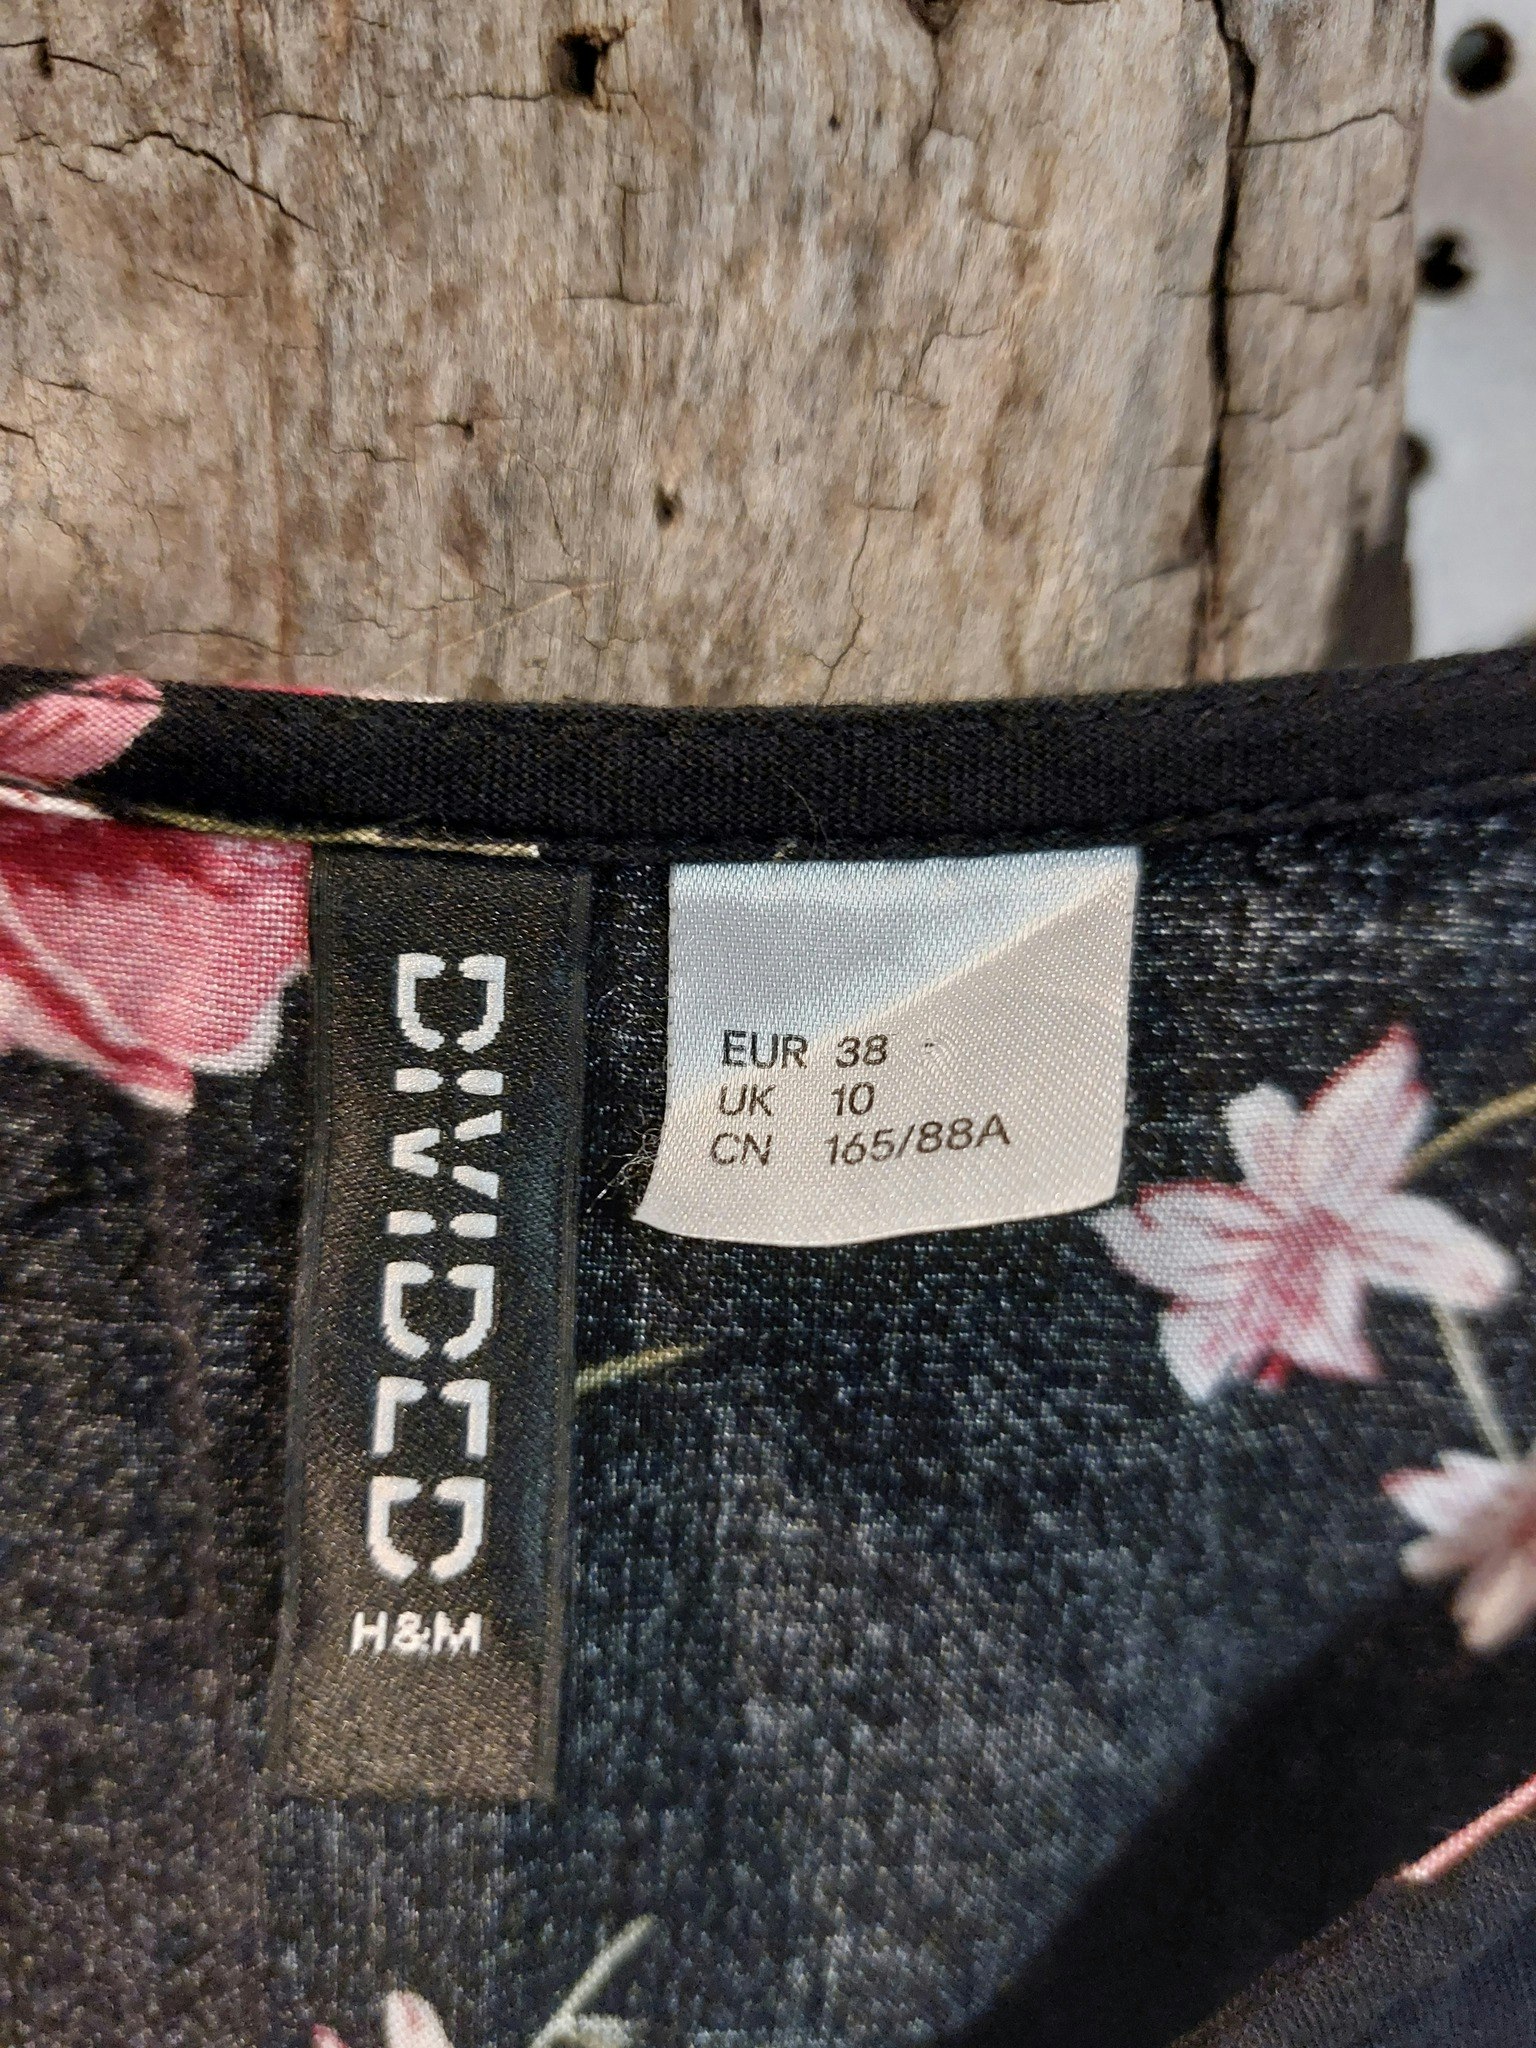 DIVIDED
H&M
EUR 38
UK 10
CN 165/88A